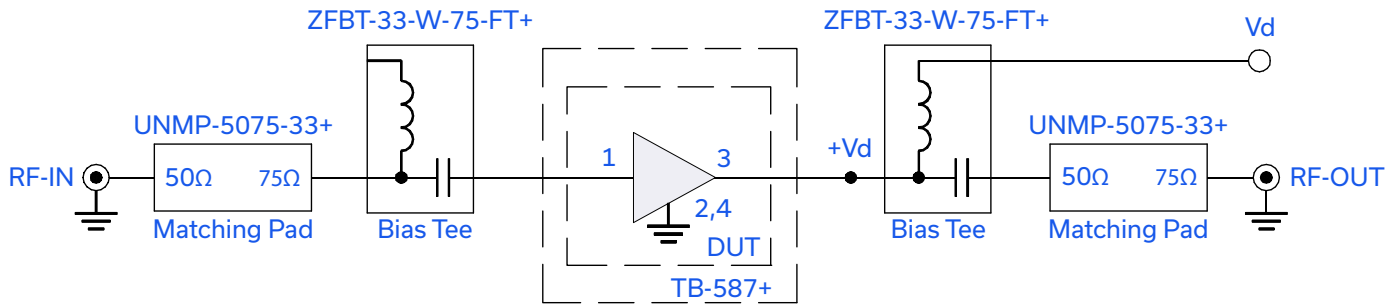 ZFBT-33-W-75-FT+
ZFBT-33-W-75-FT+
Vd
UNMP-5075-33+
UNMP-5075-33+
RF-IN
50Ω
75Ω
1
3
+Vd
50Ω
75Ω
RF-OUT
2,4
Matching Pad
Bias Tee
DUT
Bias Tee
Matching Pad
TB-587+